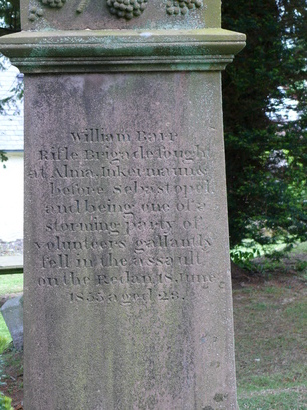 William Barr
Rifle Brigade fought
at Alma, Inkermann &
before Sebastopol,
and being one of a
storming party of
volunteers gallantly
fell in the assault
on the Redan 18, June
1855 aged 28.